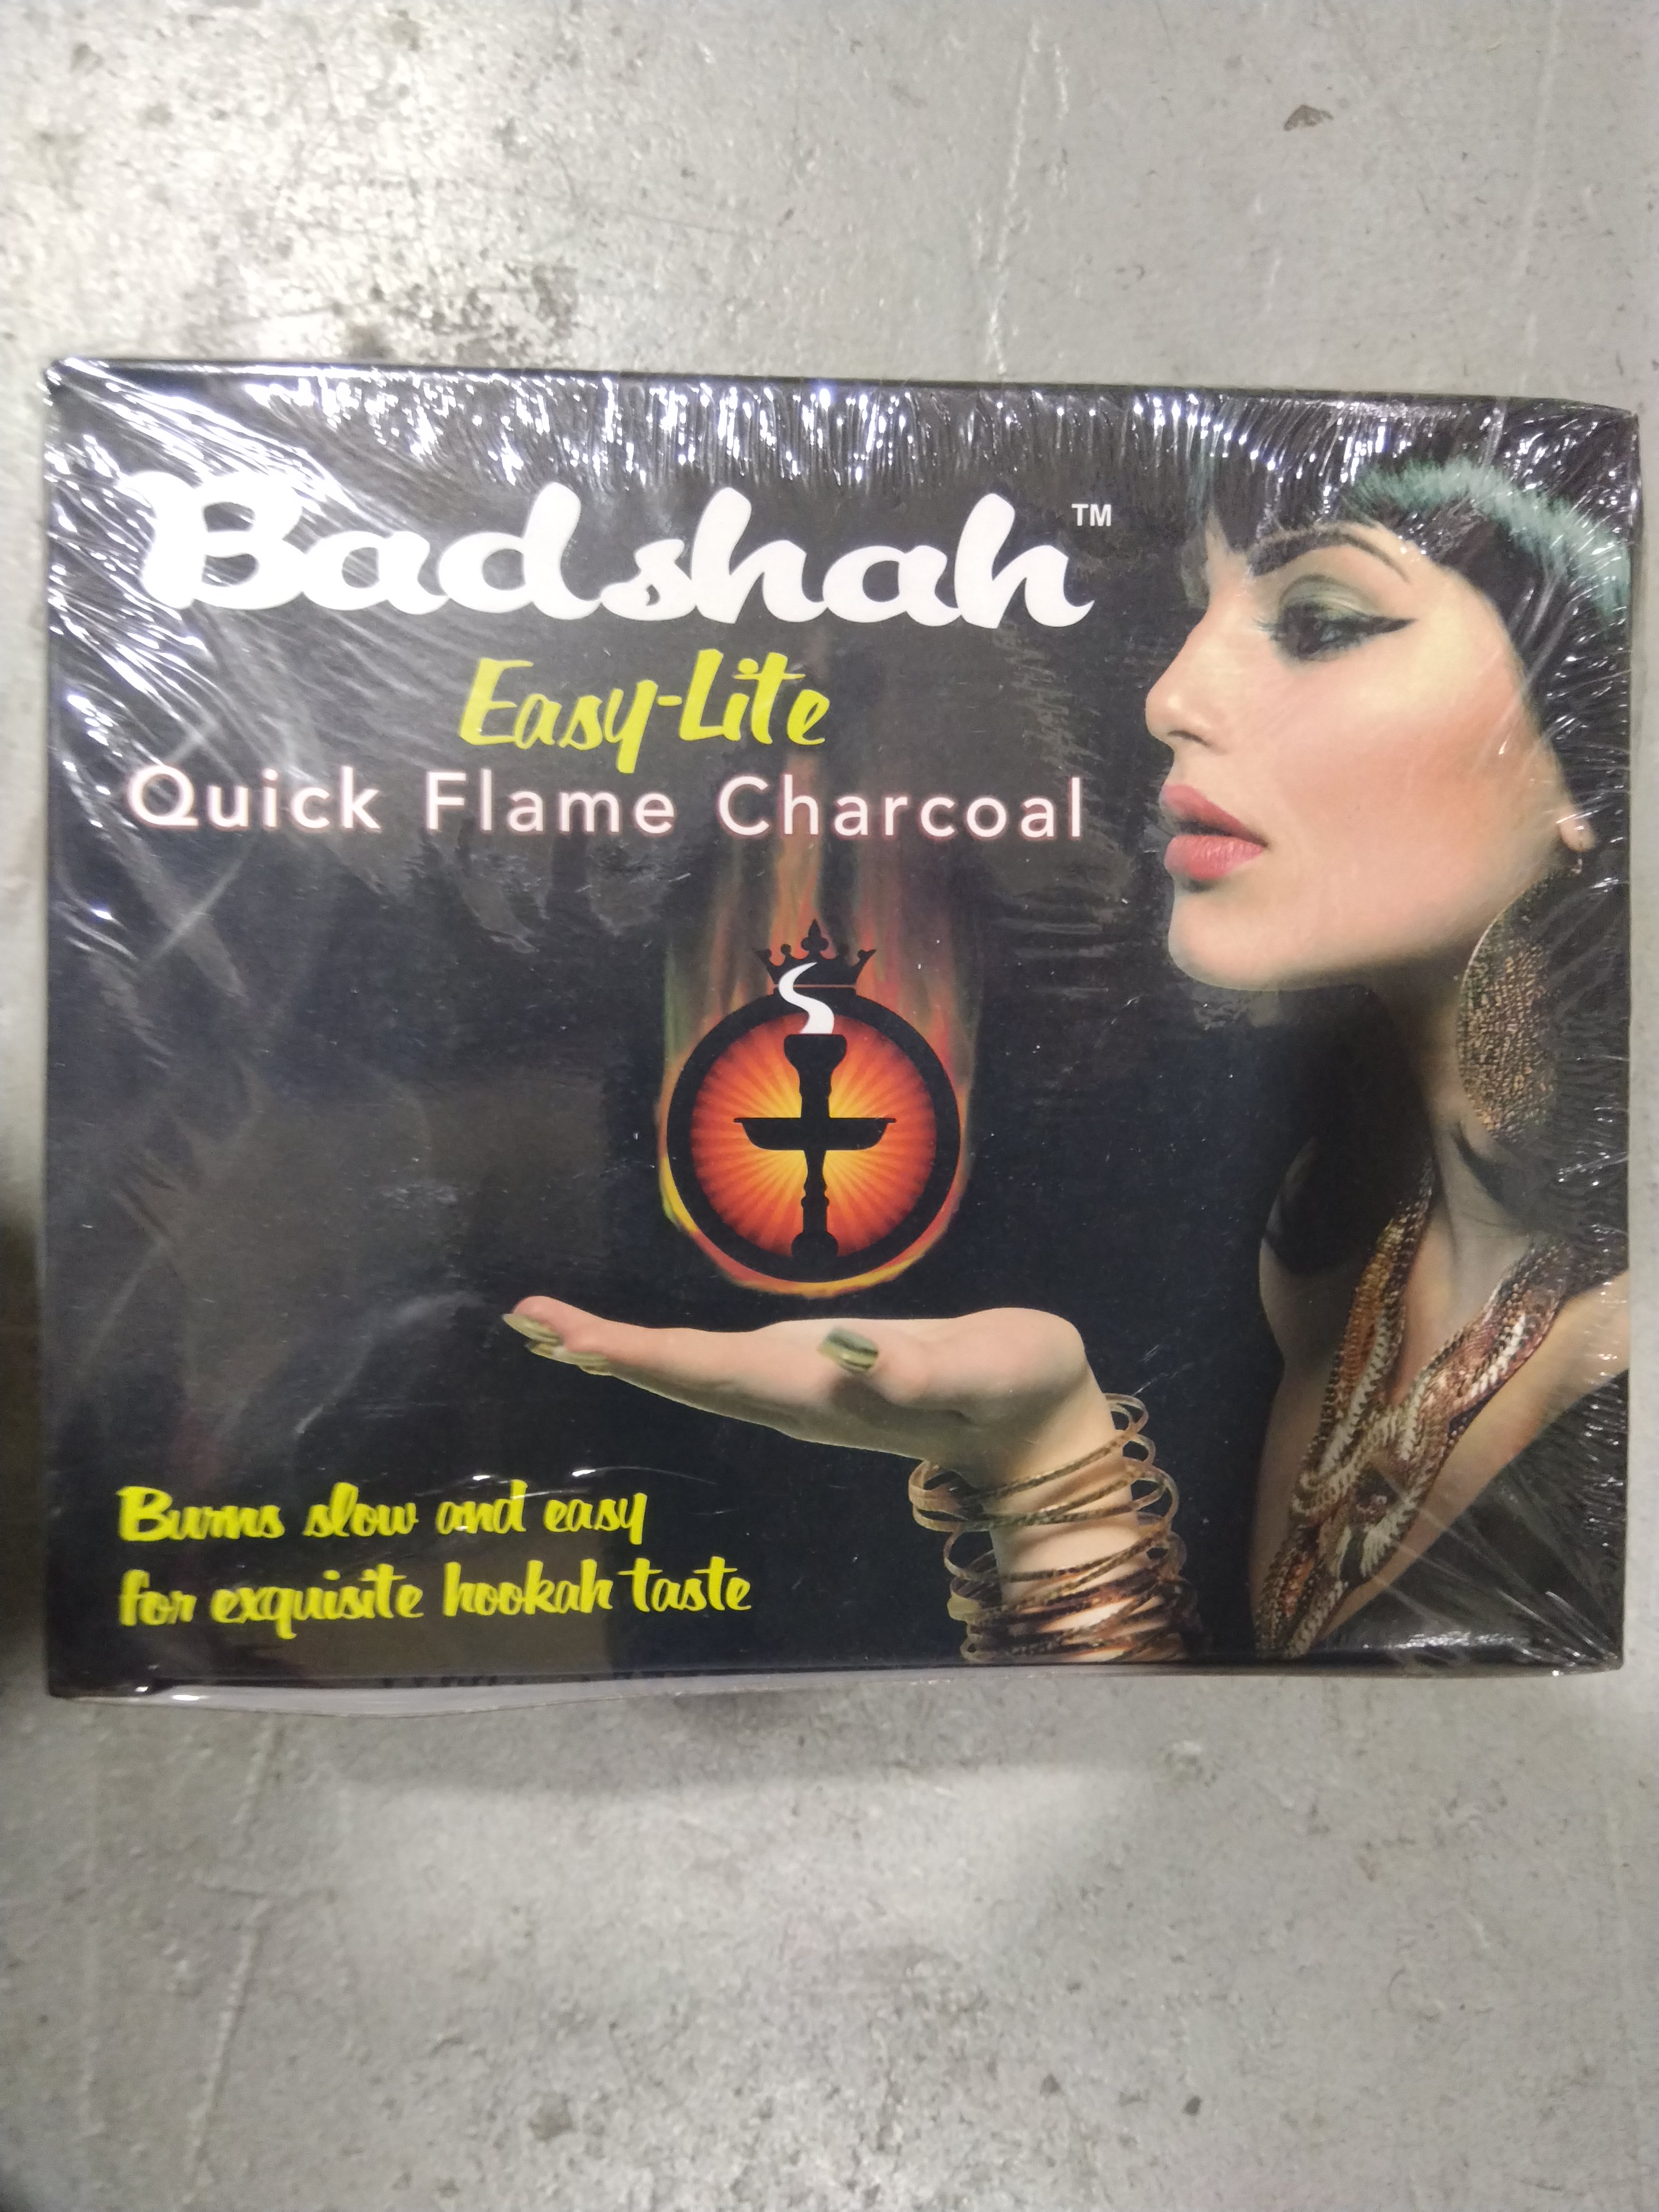 Badshah™
Easy-Lite
Quick Flame Charcoal
Burns slow and easy
for exquisite hookah taste